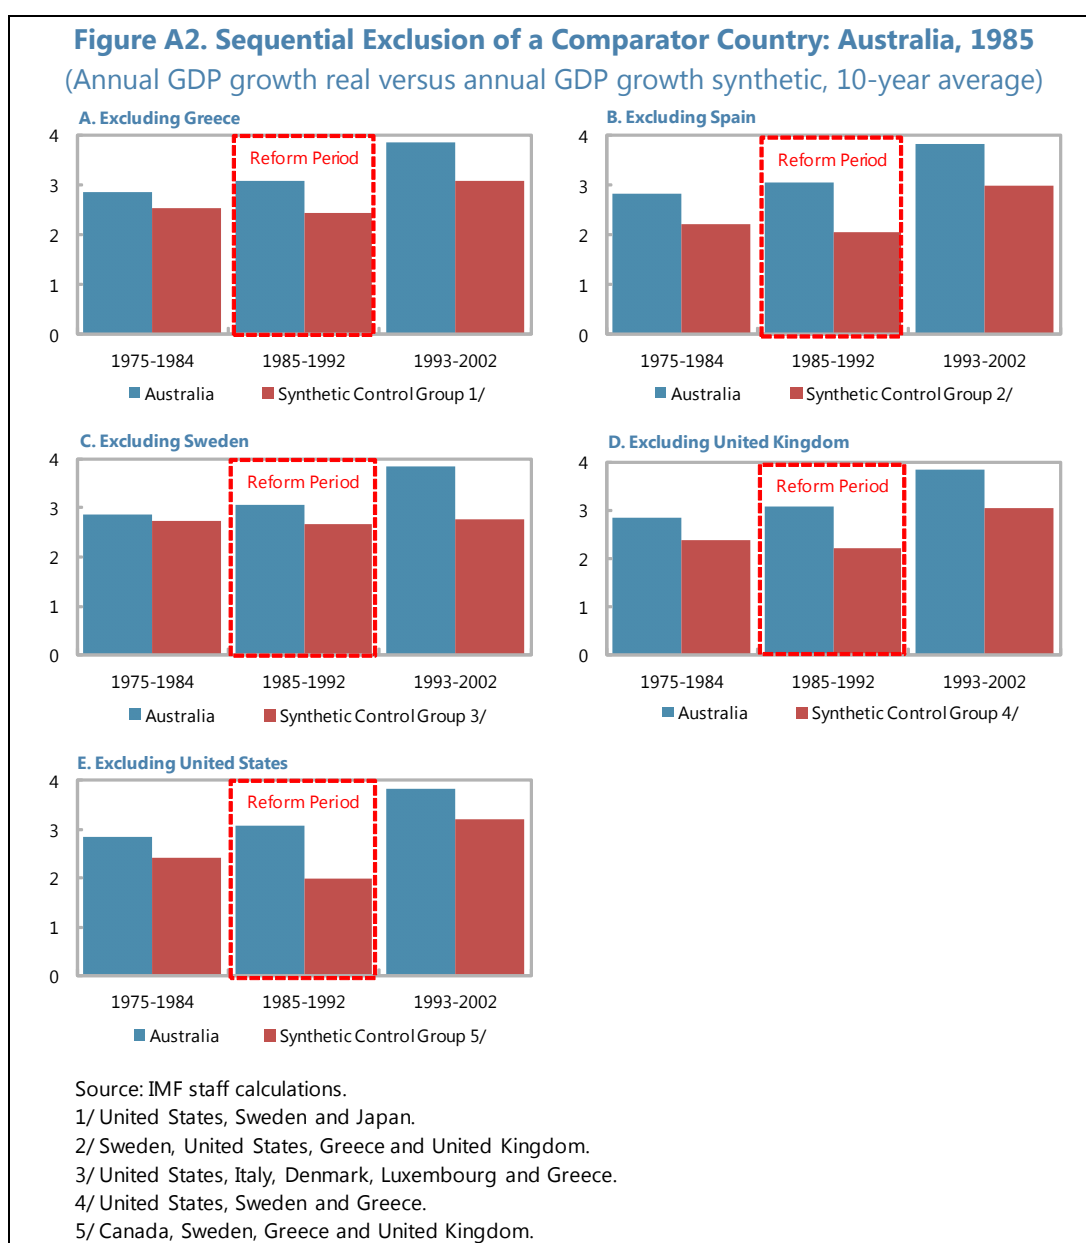 Figure A2. Sequential Exclusion of a Comparator Country: Australia, 1985
(Annual GDP growth real versus annual GDP growth synthetic, 10-year average)
A. Excluding Greece
4
3
2
1
0
Reform Period
1975-1984 1985-1992 1993-2002
Australia Synthetic Control Group 1/
B. Excluding Spain
4
3
2
1
0
Reform Period
1975-1984 1985-1992 1993-2002
Australia Synthetic Control Group 2/
C. Excluding Sweden
4
3
2
1
0
Reform Period
1975-1984 1985-1992 1993-2002
Australia Synthetic Control Group 3/
D. Excluding United Kingdom
4
3
2
1
0
Reform Period
1975-1984 1985-1992 1993-2002
Australia Synthetic Control Group 4/
E. Excluding United States
4
3
2
1
0
Reform Period
1975-1984 1985-1992 1993-2002
Australia Synthetic Control Group 5/
Source: IMF staff calculations.
1/ United States, Sweden and Japan.
2/ Sweden, United States, Greece and United Kingdom.
3/ United States, Italy, Denmark, Luxembourg and Greece.
4/ United States, Sweden and Greece.
5/ Canada, Sweden, Greece and United Kingdom.